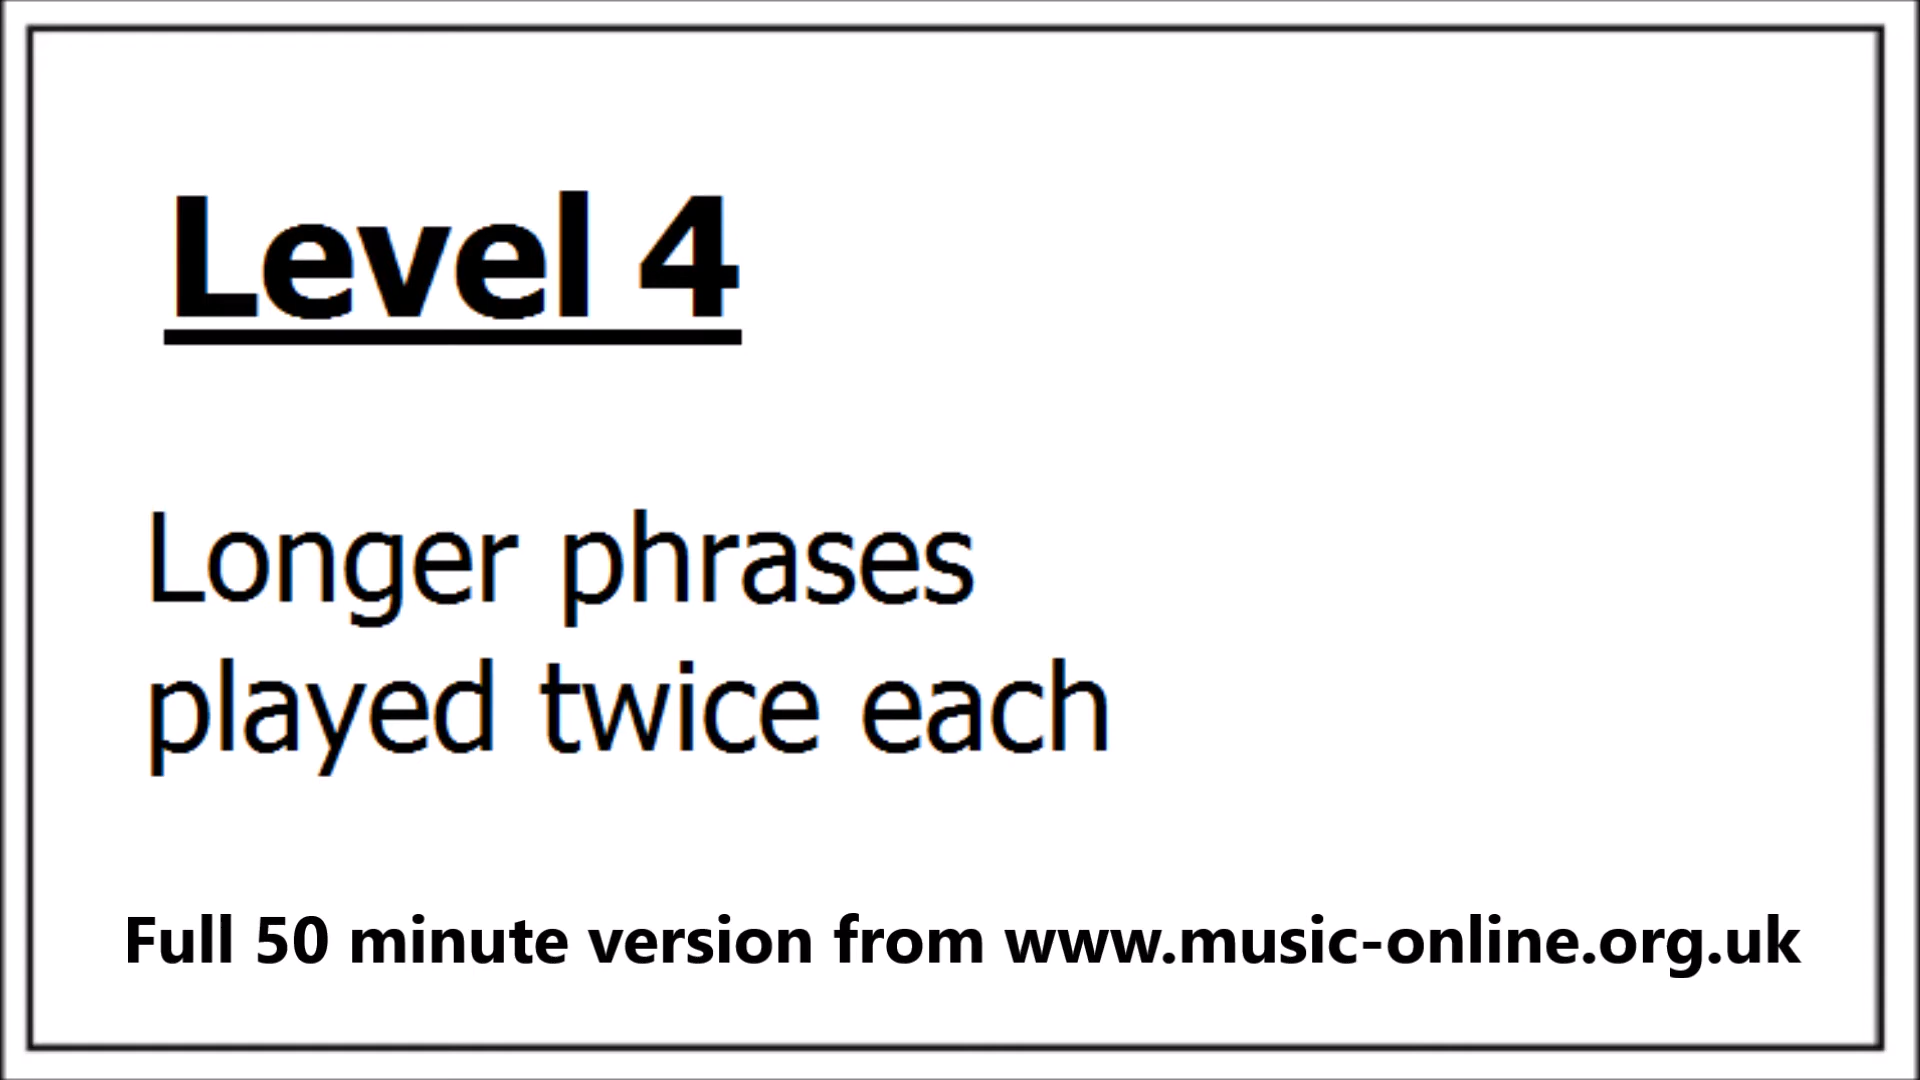 Level 4
Longer phrases
played twice each
Full 50 minute version from www.music-online.org.uk